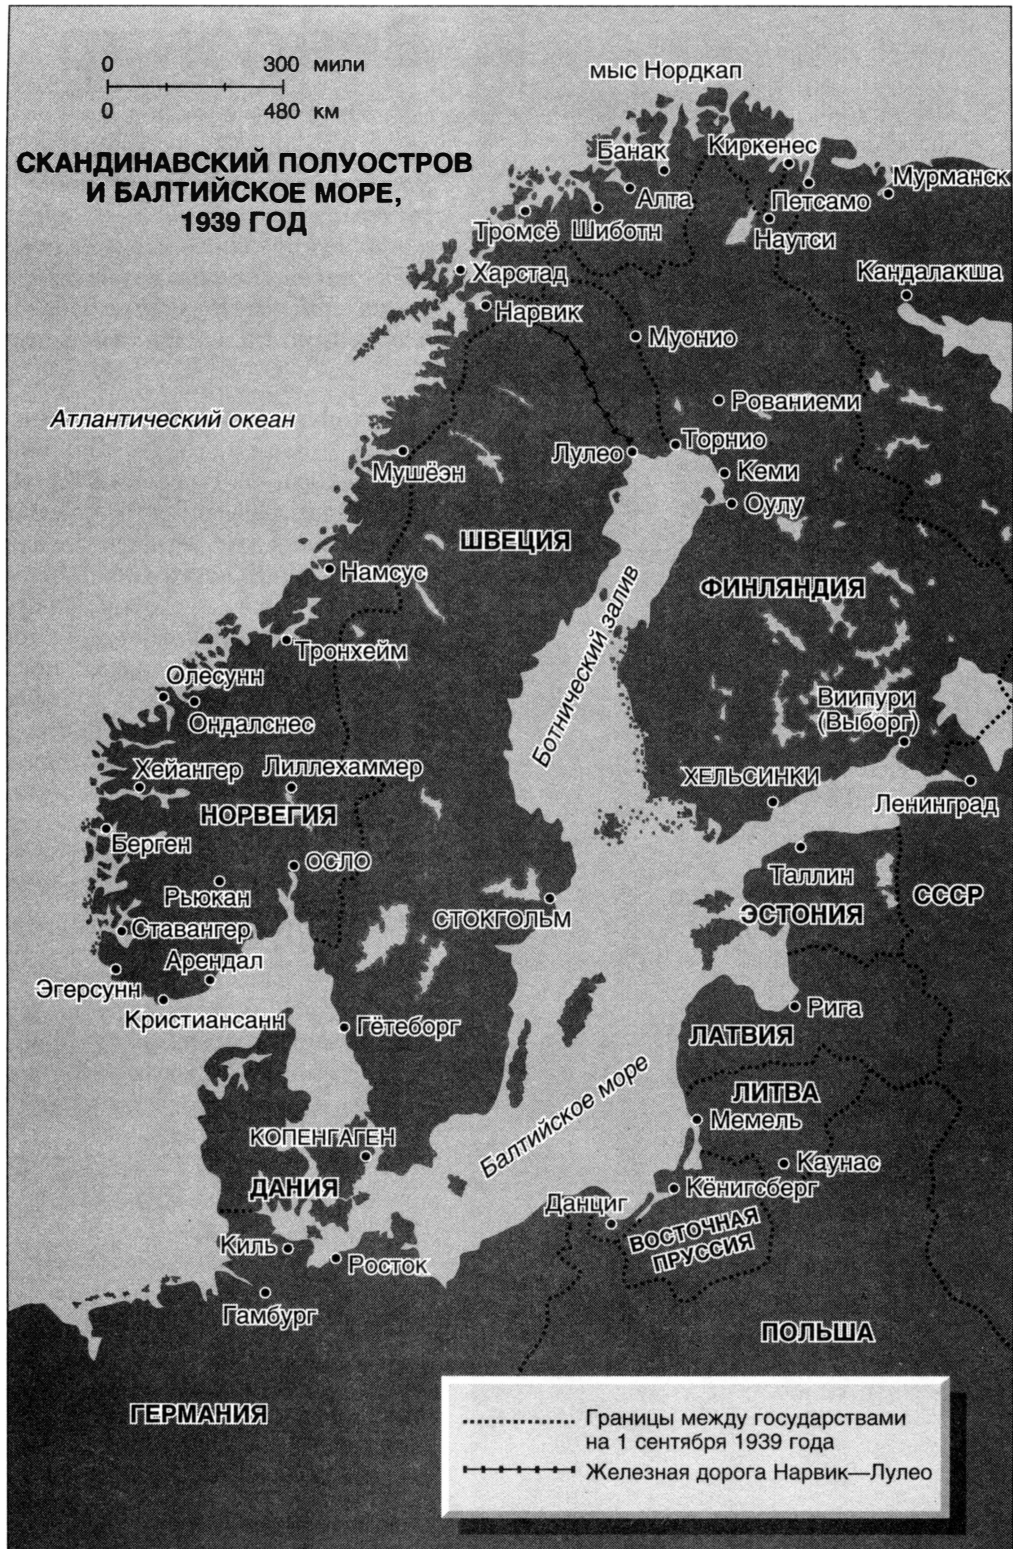 0 300 мили
0 480 км
СКАНДИНАВСКИЙ ПОЛУОСТРОВ
И БАЛТИЙСКОЕ МОРЕ,
1939 ГОД
мыс Нордкап
Банак
Киркенес
Алта
Петсамо
Мурманск
Тромсё
Шиботн
Наутси
Харстад
Кандалакша
Нарвик
Муонио
Рованиеми
Атлантический океан
Торнио
Лулео
Мушёэн
Кеми
Оулу
ШВЕЦИЯ
Намсус
ФИНЛЯНДИЯ
Ботнический залив
Тронхейм
Олесунн
Ондалснес
Виипури
(Выборг)
Хейангер
Лиллехаммер
ХЕЛЬСИНКИ
Ленинград
НОРВЕГИЯ
Берген
ОСЛО
Таллин
Рьюкан
СССР
СТОКГОЛЬМ
ЭСТОНИЯ
Ставангер
Арендал
Эгерсунн
Кристиансанн
Гётеборг
Рига
ЛАТВИЯ
ЛИТВА
Балтийское море
Мемель
КОПЕНГАГЕН
Каунас
ДАНИЯ
Кёнигсберг
Данциг
ВОСТОЧНАЯ
ПРУССИЯ
Киль
Росток
Гамбург
ПОЛЬША
ГЕРМАНИЯ
Границы между государствами
на 1 сентября 1939 года
Железная дорога Нарвик—Лулео